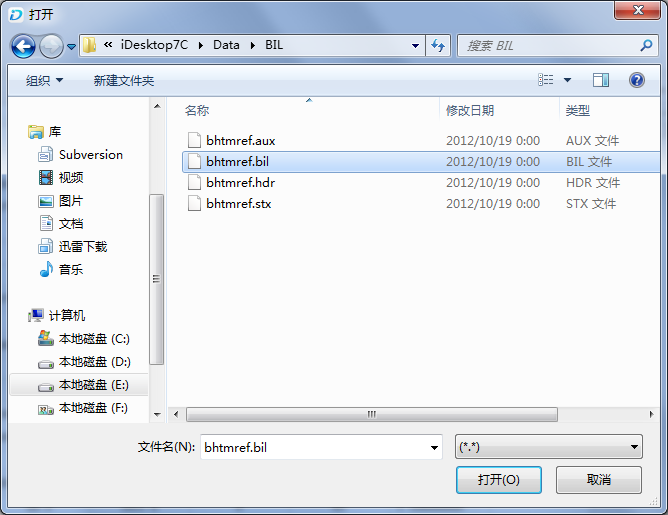 打开
« iDesktop7C Data BIL
搜索 BIL
组织 新建文件夹
名称 修改日期 类型
库
Subversion
视频
图片
文档
迅雷下载
音乐
计算机
本地磁盘 (C:)
本地磁盘 (D:)
本地磁盘 (E:)
本地磁盘 (F:)
bhtmref.aux 2012/10/19 0:00 AUX 文件
bhtmref.bil 2012/10/19 0:00 BIL 文件
bhtmref.hdr 2012/10/19 0:00 HDR 文件
bhtmref.stx 2012/10/19 0:00 STX 文件
文件名(N): bhtmref.bil (*.*)
打开(O) 取消